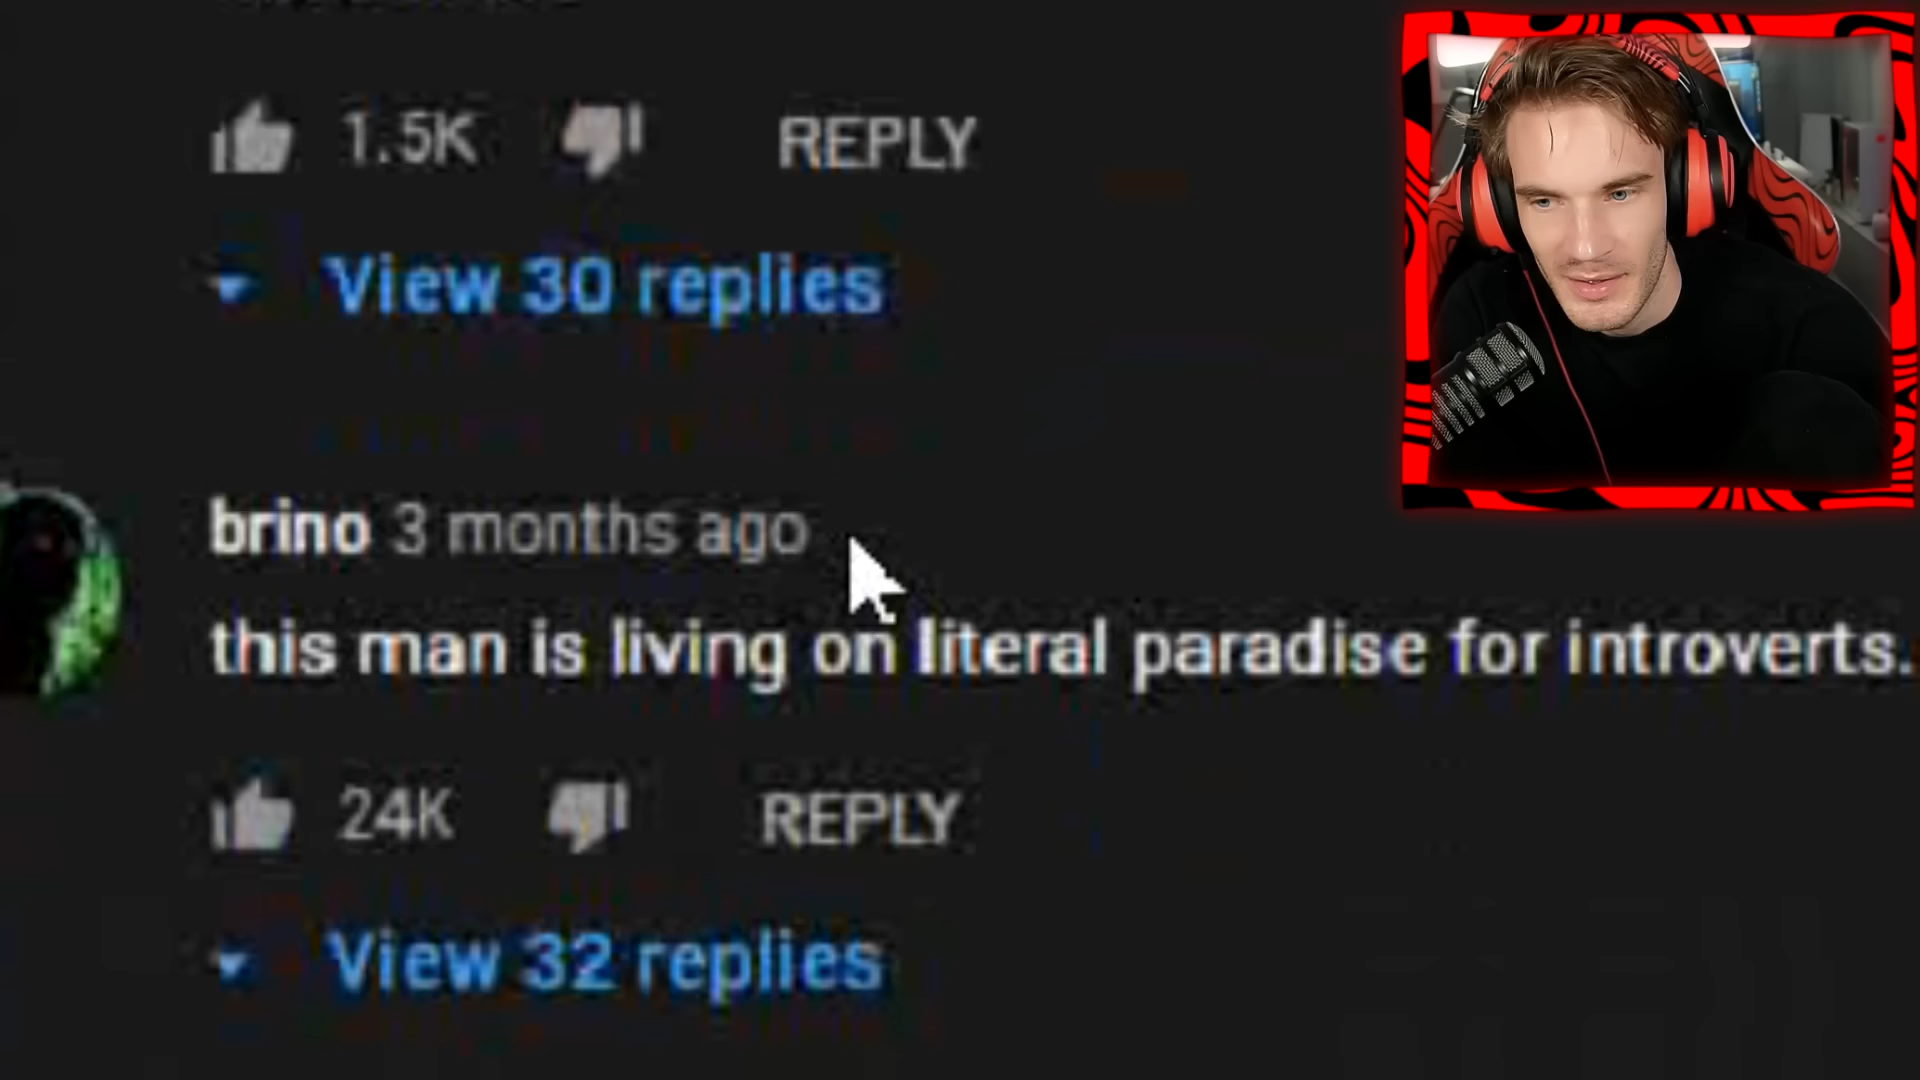 1.5K REPLY
View 30 replies
brino 3 months ago
this man is living on literal paradise for introverts.
24K REPLY
View 32 replies